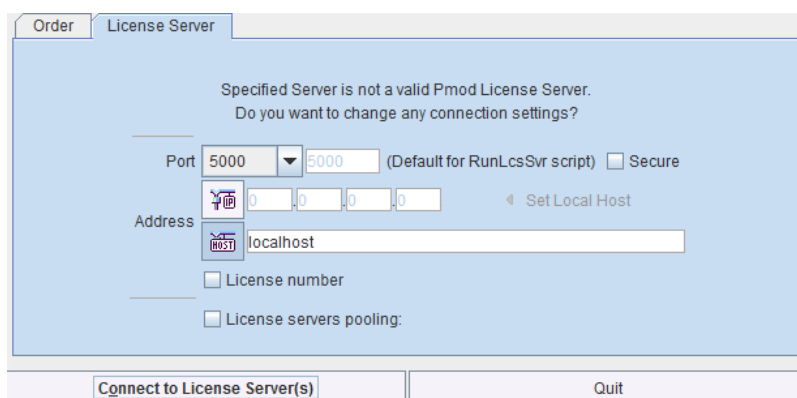 Order License Server
Specified Server is not a valid Pmod License Server.
Do you want to change any connection settings?
Port 5000 5000 (Default for RunLcsSvr script) Secure
IP 0 .0 .0 .0 Set Local Host
Address
HOST localhost
License number
License servers pooling:
Connect to License Server(s) Quit